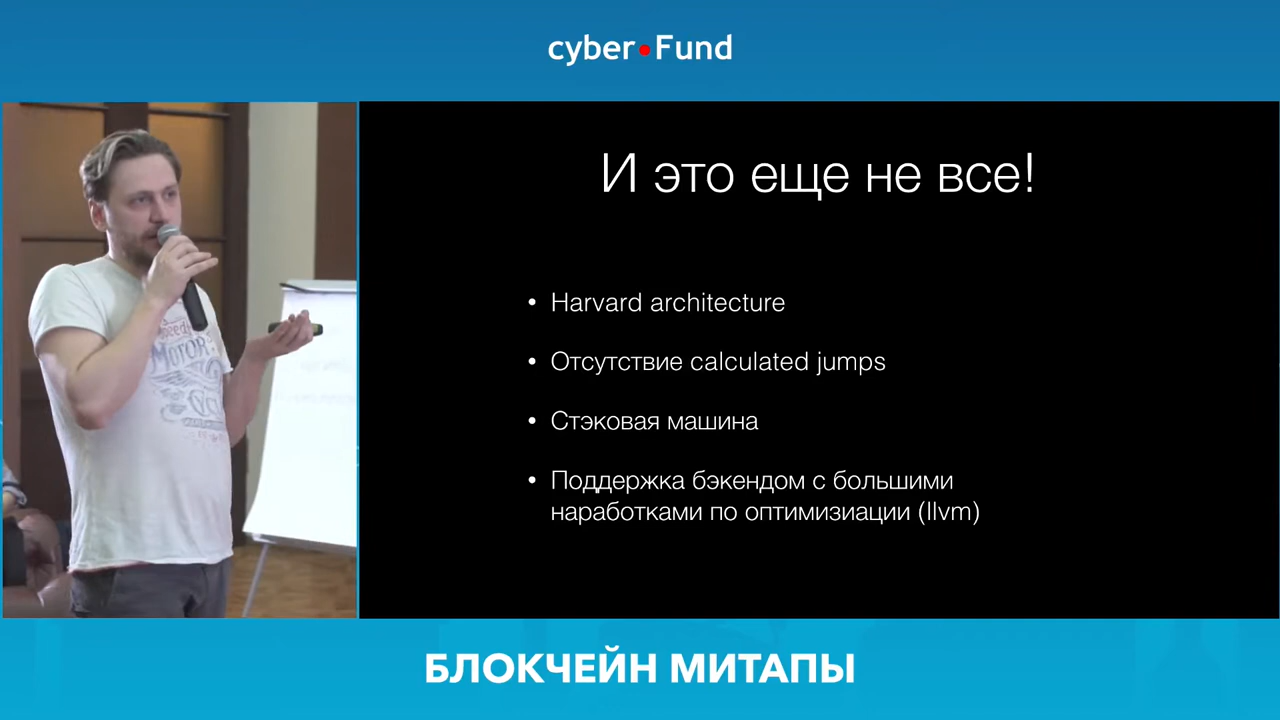 cyber•Fund
И это еще не все!
• Harvard architecture
• Отсутствие calculated jumps
• Стэковая машина
• Поддержка бэкендом с большими
наработками по оптимизиации (llvm)
БЛОКЧЕЙН МИТАПЫ